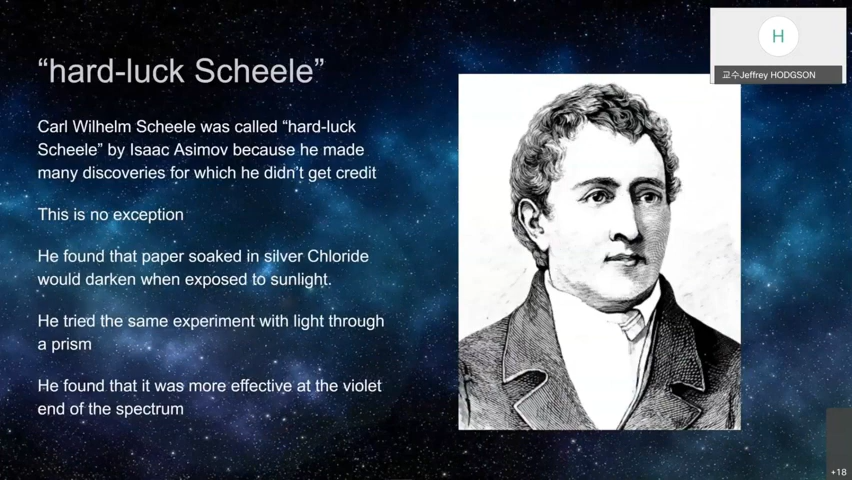 “hard-luck Scheele”
Carl Wilhelm Scheele was called “hard-luck
Scheele” by Isaac Asimov because he made
many discoveries for which he didn’t get credit
This is no exception
He found that paper soaked in silver Chloride
would darken when exposed to sunlight.
He tried the same experiment with light through
a prism
He found that it was more effective at the violet
end of the spectrum
H
교수Jeffrey HODGSON
+18